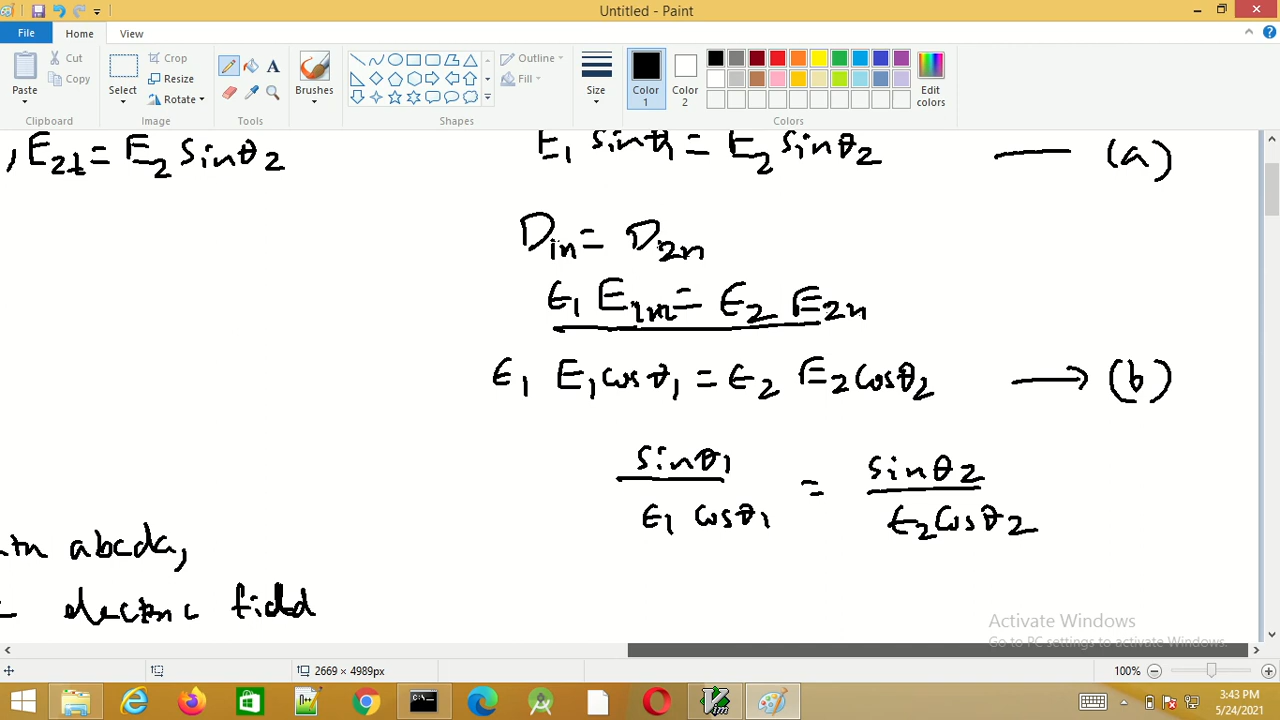 Untitled - Paint
File Home View
Cut
Copy
Paste
Clipboard
Crop
Resize
Rotate
Select
Image
A
Tools
Brushes
Outline
Fill
Shapes
Size
Color 1
Color 2
Edit colors
Colors
, E2t = E2 Sinθ2
E1 sinθ1 = E2 sinθ2 — (a)
D1n = D2n
ϵ1 E1n = ϵ2 E2n
ϵ1 E1 cosθ1 = ϵ2 E2 cosθ2 → (b)
sinθ1 = sinθ2
ϵ1 cosθ1 ϵ2 cosθ2
abcda,
electric field
Activate Windows
Go to PC settings to activate Windows.
2669 × 4989px
100%
3:43 PM
5/24/2021